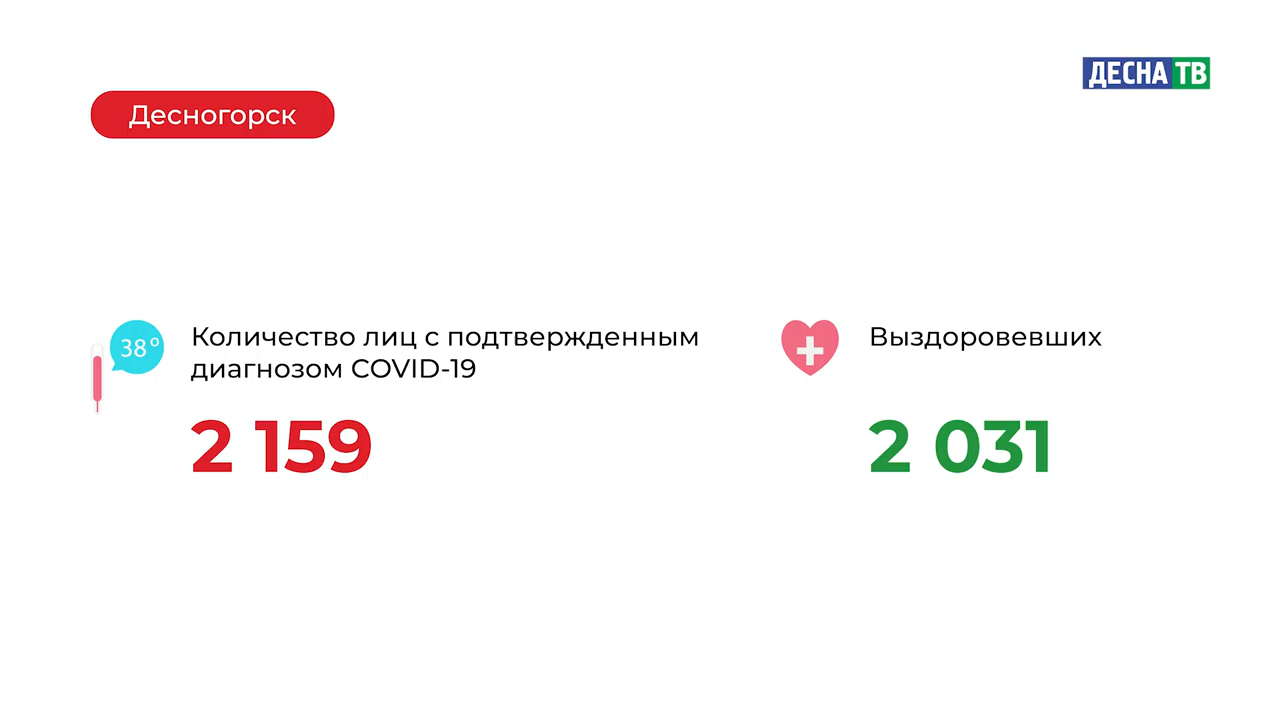 ДЕСНА ТВ
Десногорск
38°
Количество лиц с подтвержденным
диагнозом COVID-19
2 159
Выздоровевших
2 031